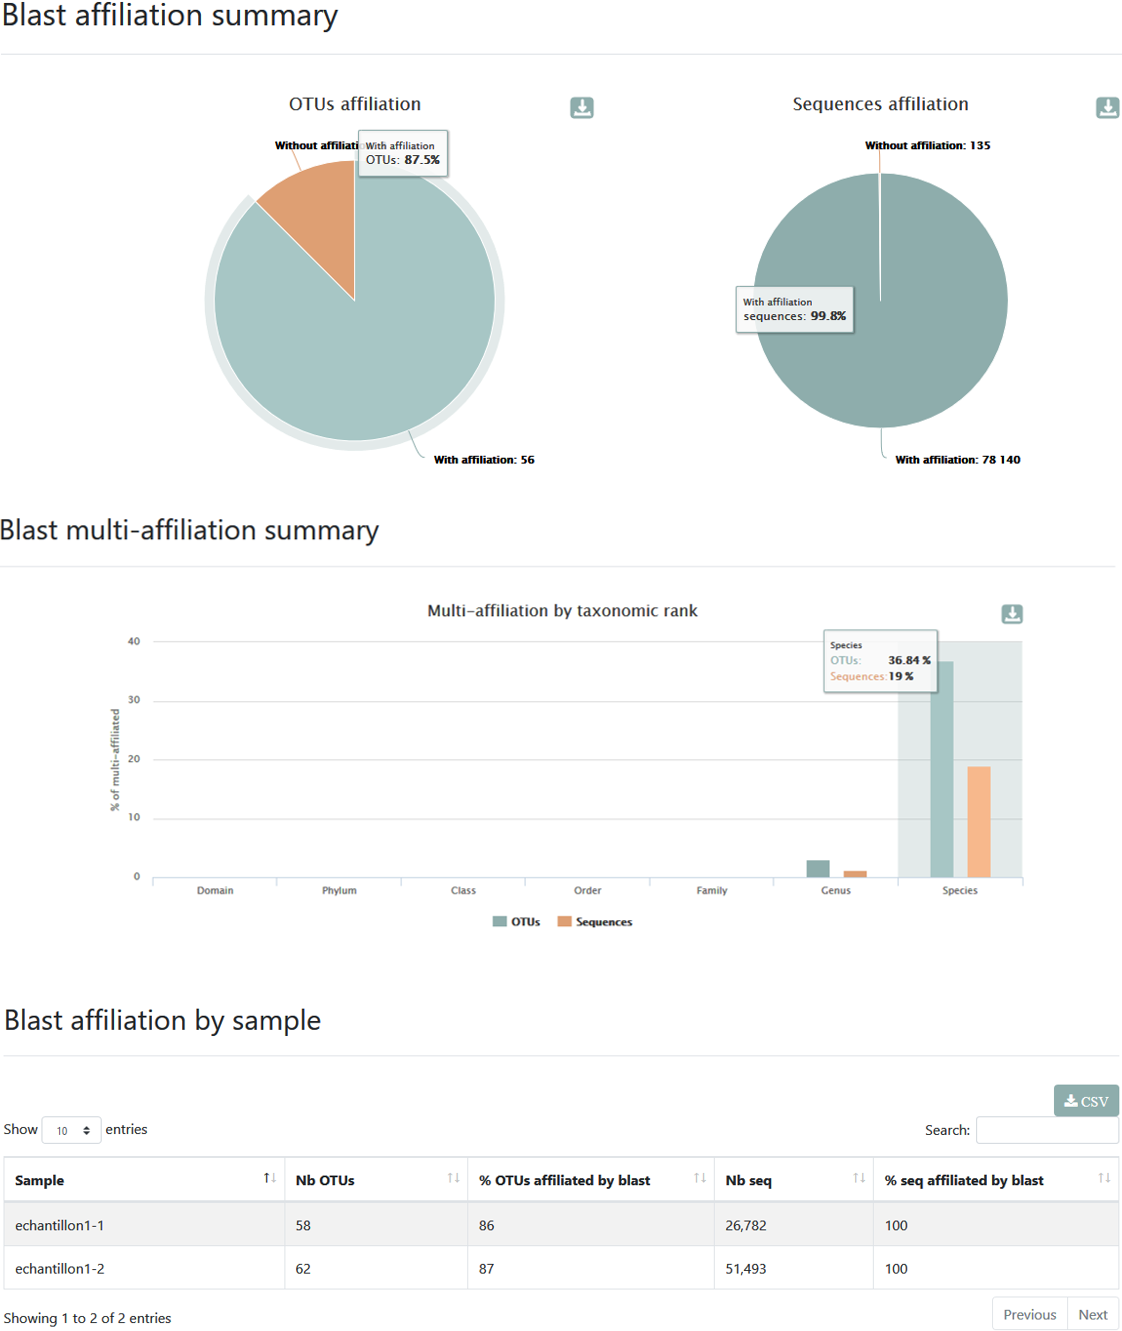 Blast affiliation summary
OTUs affiliation
Sequences affiliation
Without affiliatio
With affiliation
OTUs: 87.5%
Without affiliation: 135
With affiliation
sequences: 99.8%
With affiliation: 56
With affiliation: 78 140
Blast multi-affiliation summary
Multi-affiliation by taxonomic rank
Species
OTUs: 36.84 %
Sequences: 19 %
% of multi-affiliated
40
30
20
10
0
Domain Phylum Class Order Family Genus Species
OTUs Sequences
Blast affiliation by sample
CSV
Show 10 entries Search:
Sample Nb OTUs % OTUs affiliated by blast Nb seq % seq affiliated by blast
echantillon1-1 58 86 26,782 100
echantillon1-2 62 87 51,493 100
Showing 1 to 2 of 2 entries Previous Next